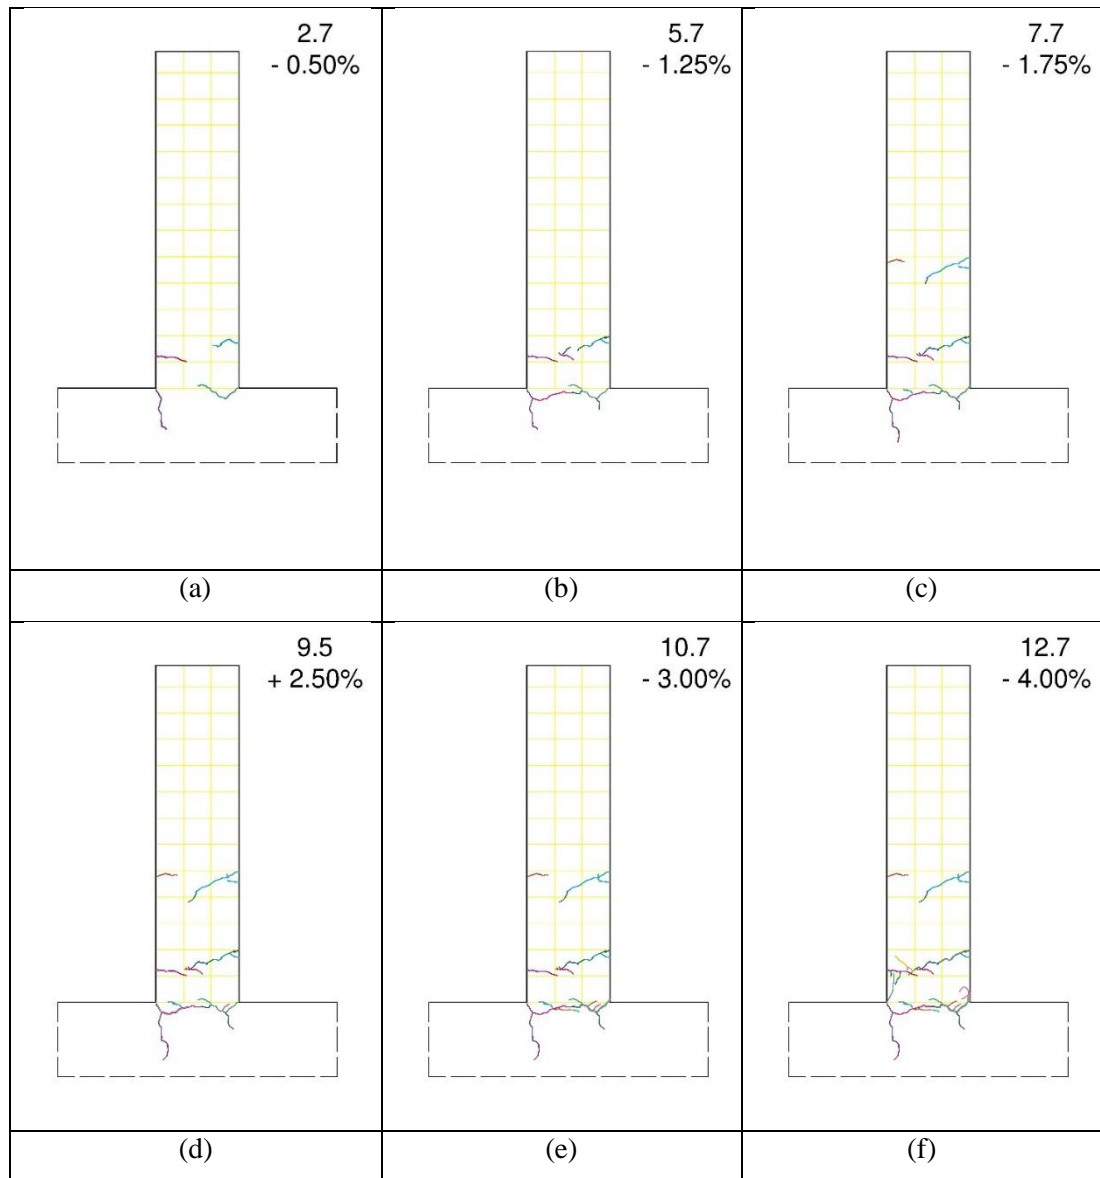 2.7
- 0.50%
5.7
- 1.25%
7.7
- 1.75%
(a)
(b)
(c)
9.5
+ 2.50%
10.7
- 3.00%
12.7
- 4.00%
(d)
(e)
(f)